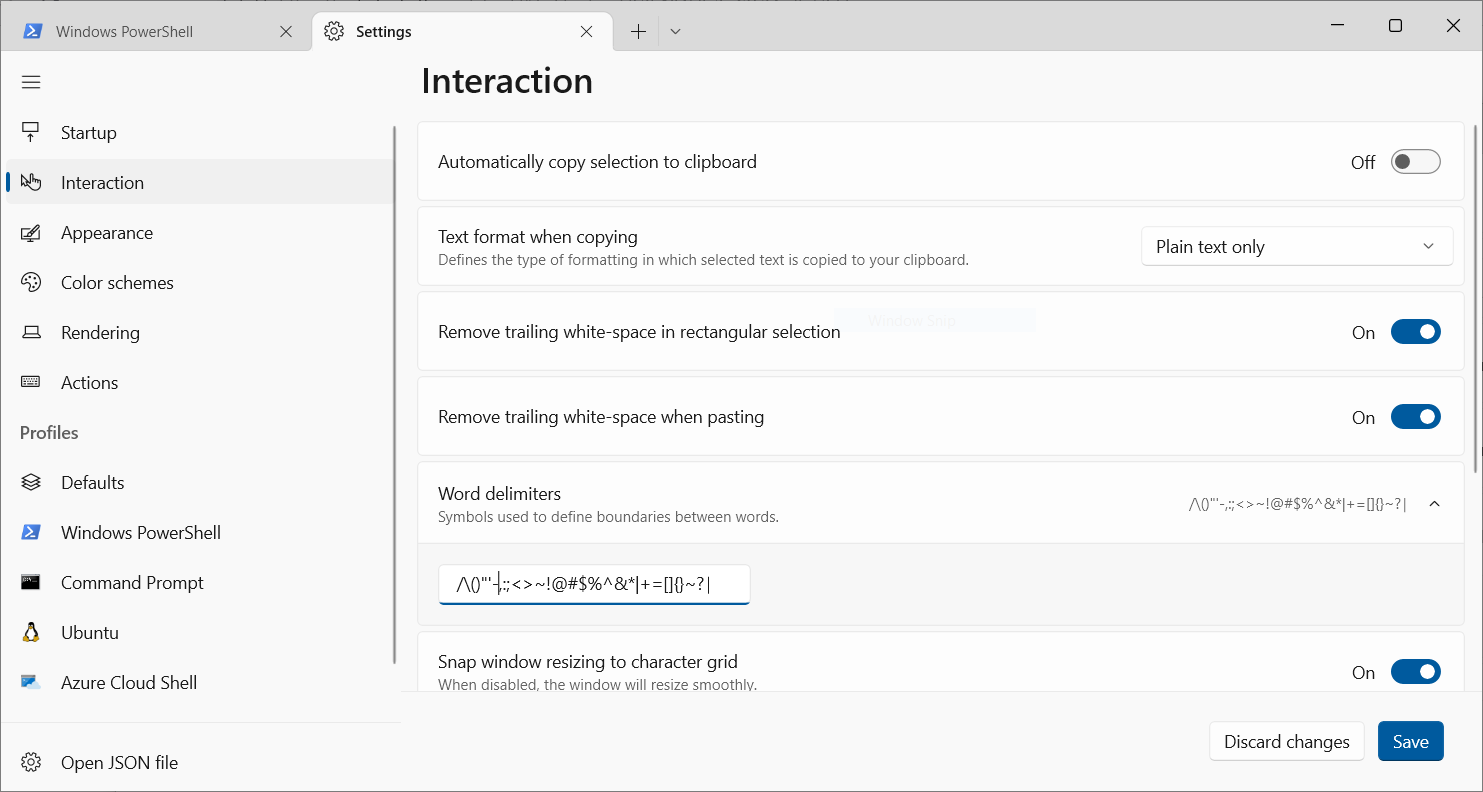 Windows PowerShell
Settings
Interaction
Startup
Interaction
Appearance
Color schemes
Rendering
Actions
Profiles
Defaults
Windows PowerShell
Command Prompt
Ubuntu
Azure Cloud Shell
Open JSON file
Automatically copy selection to clipboard
Off
Text format when copying
Defines the type of formatting in which selected text is copied to your clipboard.
Plain text only
Window Snip
Remove trailing white-space in rectangular selection
On
Remove trailing white-space when pasting
On
Word delimiters
Symbols used to define boundaries between words.
/\()"'-,:;<>~!@#$%^&*|+=[]{}~?|
/\()"'-,:;<>~!@#$%^&*|+=[]{}~?|
Snap window resizing to character grid
When disabled, the window will resize smoothly.
On
Discard changes
Save